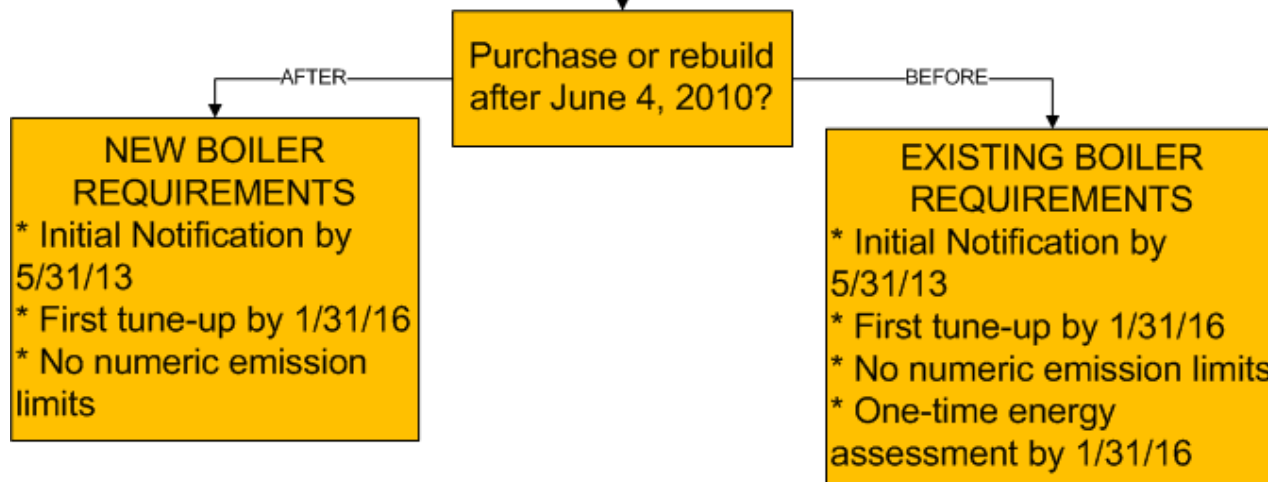 Purchase or rebuild
after June 4, 2010?
AFTER
BEFORE
NEW BOILER
REQUIREMENTS
* Initial Notification by
5/31/13
* First tune-up by 1/31/16
* No numeric emission
limits
EXISTING BOILER
REQUIREMENTS
* Initial Notification by
5/31/13
* First tune-up by 1/31/16
* No numeric emission limits
* One-time energy
assessment by 1/31/16